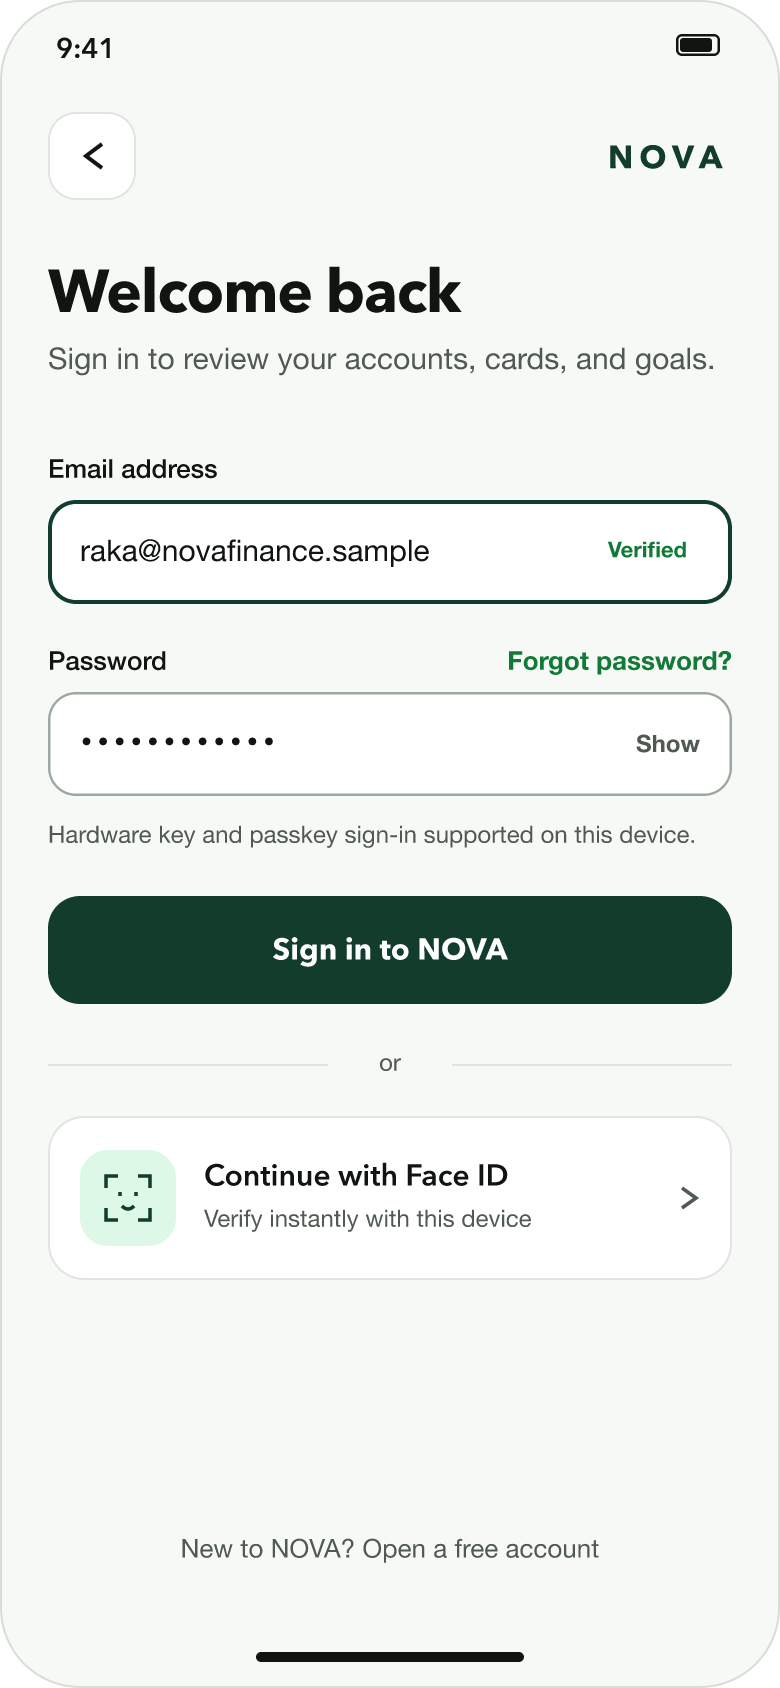 9:41
NOVA
Welcome back
Sign in to review your accounts, cards, and goals.
Email address
raka@novafinance.sample
Verified
Password
Forgot password?
••••••••••••
Show
Hardware key and passkey sign-in supported on this device.
Sign in to NOVA
or
Continue with Face ID
Verify instantly with this device
New to NOVA? Open a free account